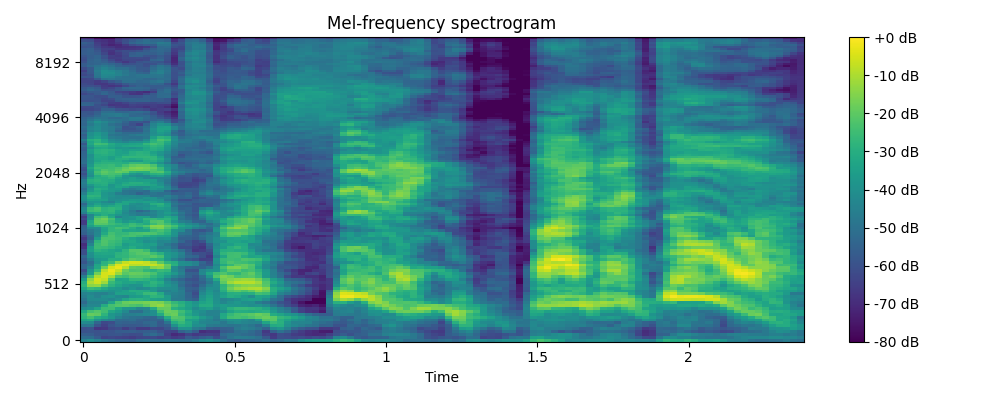 Mel-frequency spectrogram
Hz
8192
4096
2048
1024
512
0
0 0.5 1 1.5 2
Time
+0 dB
-10 dB
-20 dB
-30 dB
-40 dB
-50 dB
-60 dB
-70 dB
-80 dB